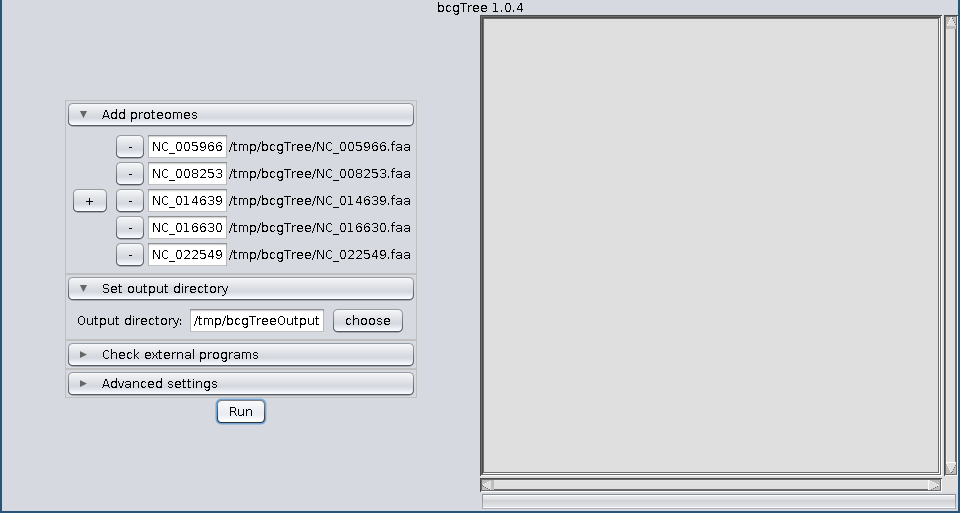 bcgTree 1.0.4
Add proteomes
- NC_005966 /tmp/bcgTree/NC_005966.faa
- NC_008253 /tmp/bcgTree/NC_008253.faa
+ - NC_014639 /tmp/bcgTree/NC_014639.faa
- NC_016630 /tmp/bcgTree/NC_016630.faa
- NC_022549 /tmp/bcgTree/NC_022549.faa
Set output directory
Output directory: /tmp/bcgTreeOutput choose
Check external programs
Advanced settings
Run